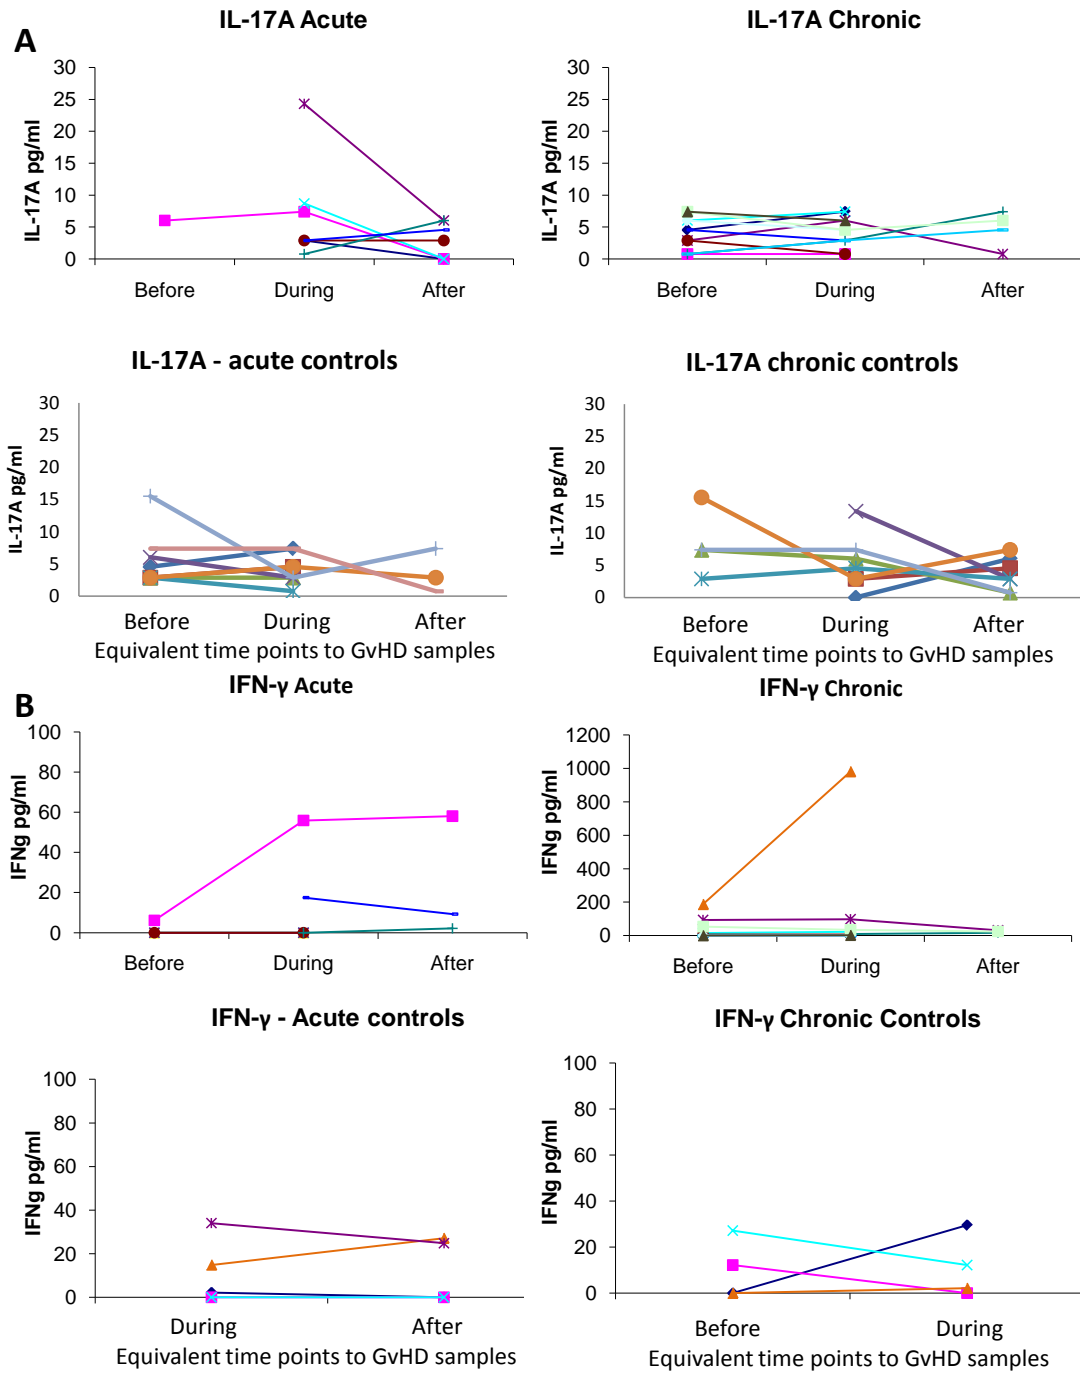 IL-17A Acute
IL-17A Chronic
A
30
25
20
15
10
5
0
IL-17A pg/ml
Before During After
30
25
20
15
10
5
0
IL-17A pg/ml
Before During After
IL-17A - acute controls
IL-17A chronic controls
30
25
20
15
10
5
0
IL-17A pg/ml
Before During After
Equivalent time points to GvHD samples
30
25
20
15
10
5
0
IL-17A pg/ml
Before During After
Equivalent time points to GvHD samples
B
IFN-γ Acute
IFN-γ Chronic
100
80
60
40
20
0
IFNg pg/ml
Before During After
1200
1000
800
600
400
200
0
IFNg pg/ml
Before During After
IFN-γ - Acute controls
IFN-γ Chronic Controls
100
80
60
40
20
0
IFNg pg/ml
During After
Equivalent time points to GvHD samples
100
80
60
40
20
0
IFNg pg/ml
Before During
Equivalent time points to GvHD samples